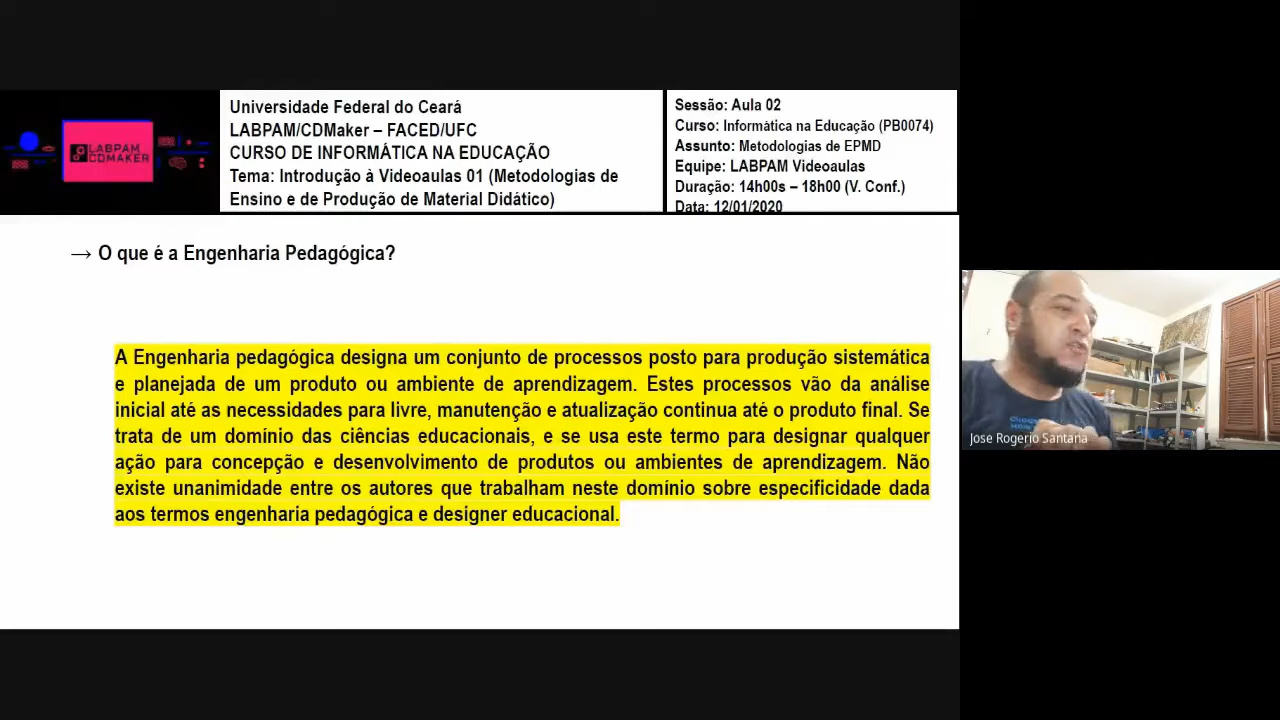 LABPAM
CDMAKER
Universidade Federal do Ceará
LABPAM/CDMaker – FACED/UFC
CURSO DE INFORMÁTICA NA EDUCAÇÃO
Tema: Introdução à Videoaulas 01 (Metodologias de
Ensino e de Produção de Material Didático)
Sessão: Aula 02
Curso: Informática na Educação (PB0074)
Assunto: Metodologias de EPMD
Equipe: LABPAM Videoaulas
Duração: 14h00s – 18h00 (V. Conf.)
Data: 12/01/2020
→ O que é a Engenharia Pedagógica?
A Engenharia pedagógica designa um conjunto de processos posto para produção sistemática
e planejada de um produto ou ambiente de aprendizagem. Estes processos vão da análise
inicial até as necessidades para livre, manutenção e atualização continua até o produto final. Se
trata de um domínio das ciências educacionais, e se usa este termo para designar qualquer
ação para concepção e desenvolvimento de produtos ou ambientes de aprendizagem. Não
existe unanimidade entre os autores que trabalham neste domínio sobre especificidade dada
aos termos engenharia pedagógica e designer educacional.
Jose Rogerio Santana